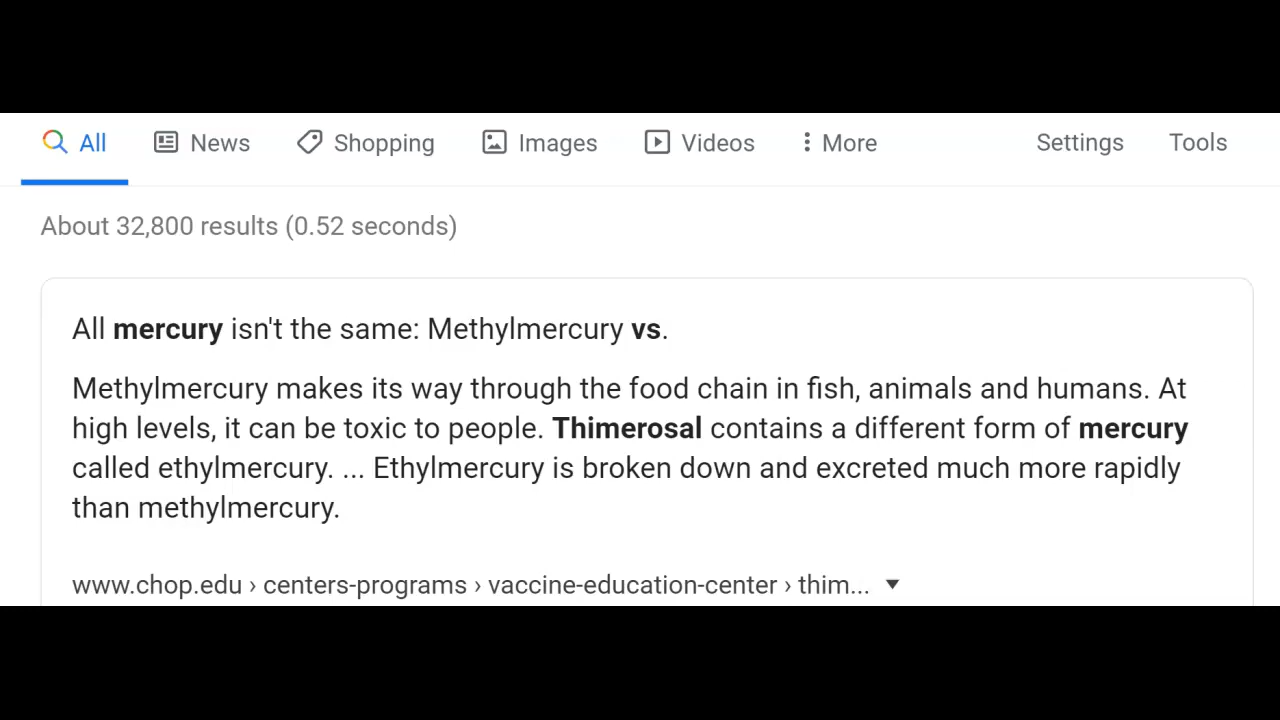 All News Shopping Images Videos More Settings Tools
About 32,800 results (0.52 seconds)
All mercury isn't the same: Methylmercury vs.
Methylmercury makes its way through the food chain in fish, animals and humans. At
high levels, it can be toxic to people. Thimerosal contains a different form of mercury
called ethylmercury. ... Ethylmercury is broken down and excreted much more rapidly
than methylmercury.
www.chop.edu › centers-programs › vaccine-education-center › thim...